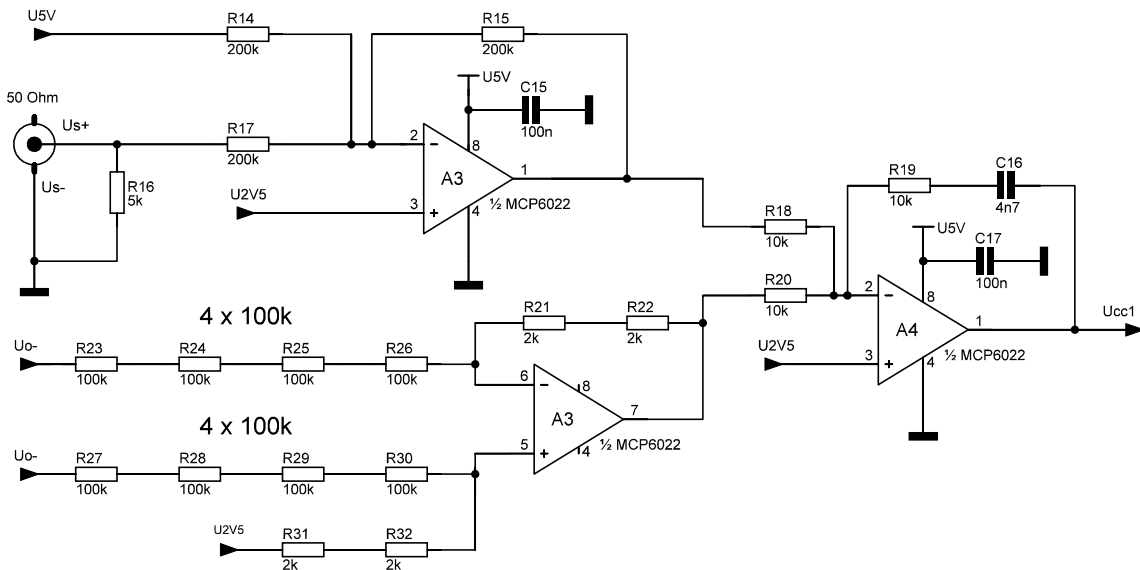 U5V
R14
200k
R15
200k
U5V
C15
100n
50 Ohm
Us+
R17
200k
Us-
R16
5k
U2V5
2
3
8
A3
4
1
½ MCP6022
R18
10k
R19
10k
C16
4n7
U5V
C17
100n
R20
10k
2
8
A4
1
Ucc1
½ MCP6022
U2V5
3
4
4 x 100k
R21
2k
R22
2k
Uo-
R23
100k
R24
100k
R25
100k
R26
100k
6
8
A3
7
½ MCP6022
5
4
4 x 100k
Uo-
R27
100k
R28
100k
R29
100k
R30
100k
U2V5
R31
2k
R32
2k